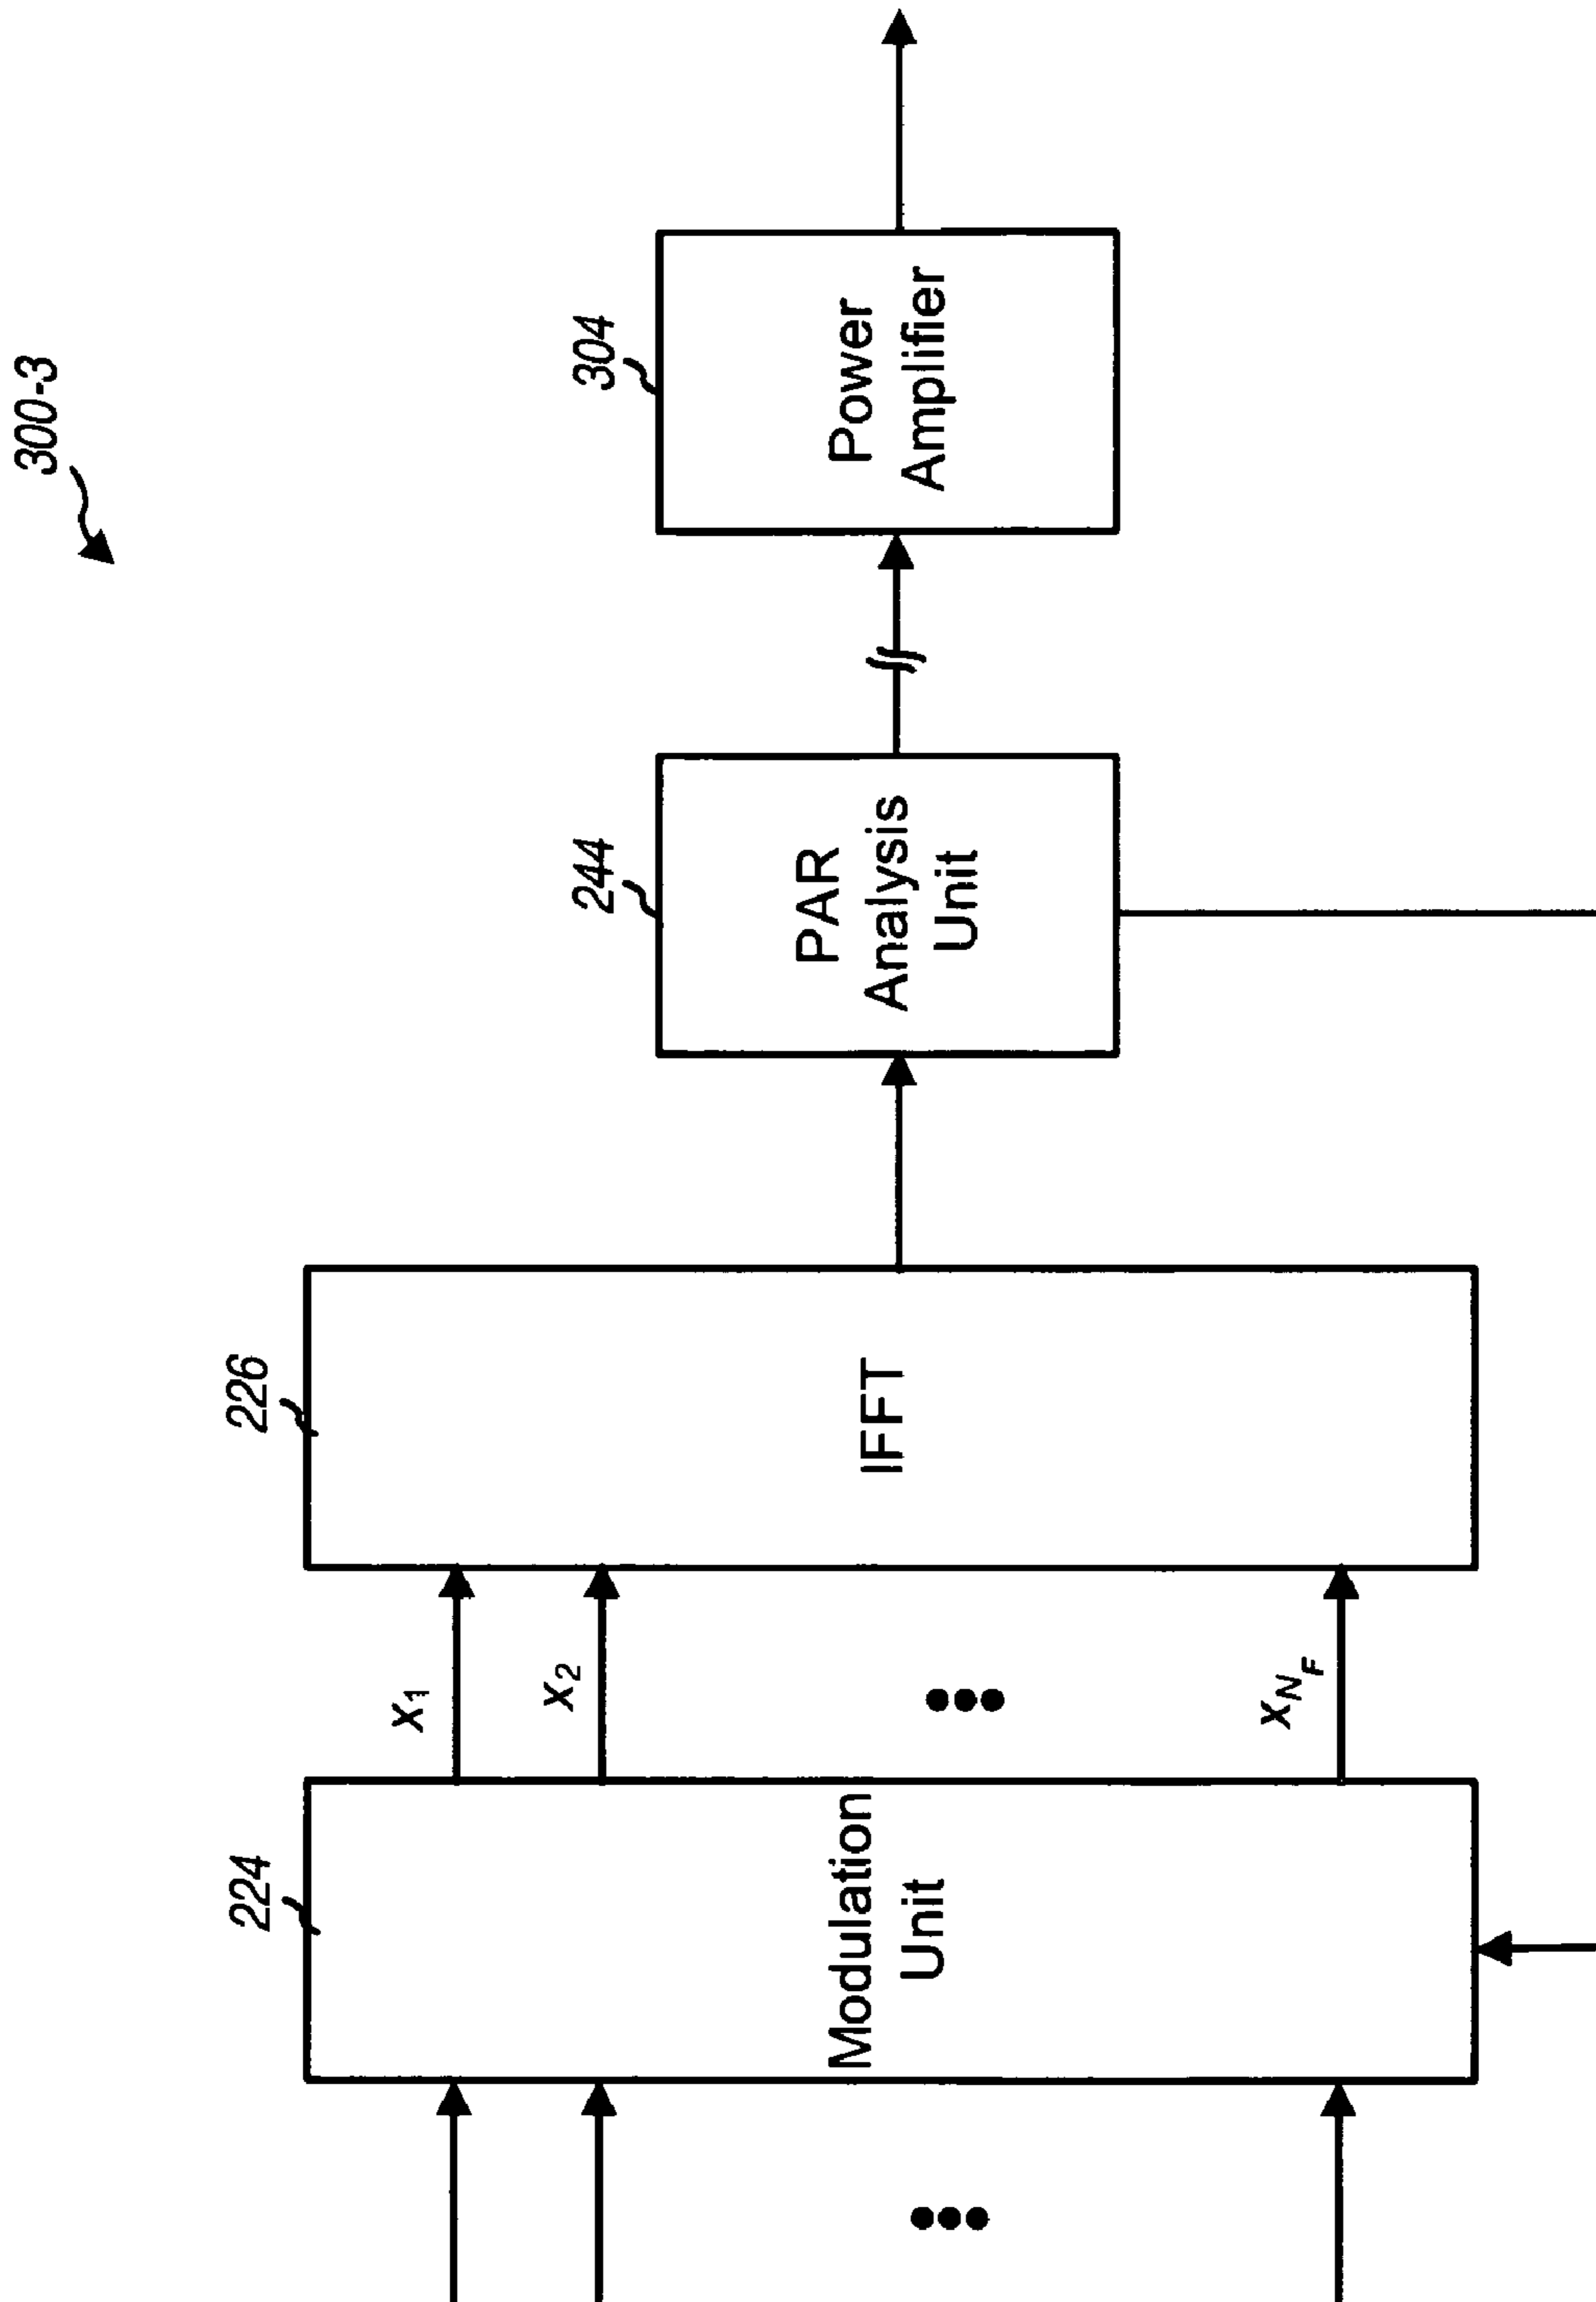 300-3
224
Modulation
Unit
x1
x2
xNF
226
IFFT
244
PAR
Analysis
Unit
304
Power
Amplifier